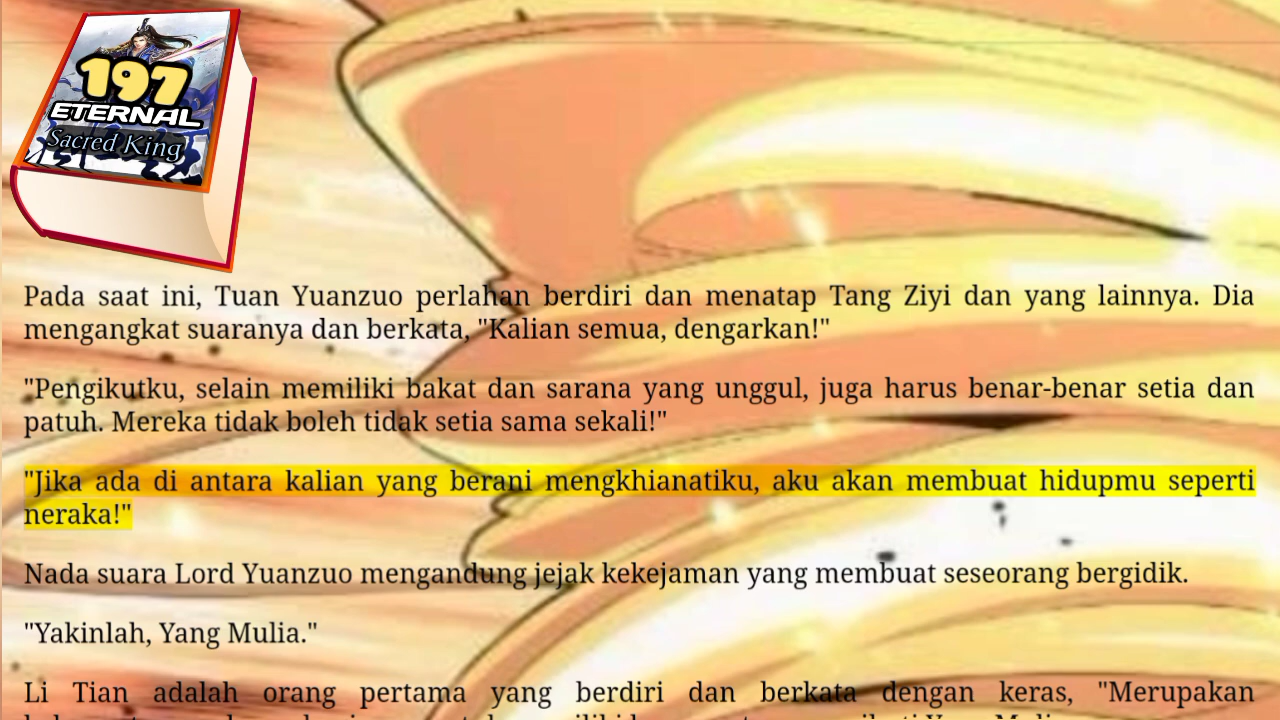 197
ETERNAL
Sacred King
Pada saat ini, Tuan Yuanzuo perlahan berdiri dan menatap Tang Ziyi dan yang lainnya. Dia
mengangkat suaranya dan berkata, "Kalian semua, dengarkan!"
"Pengikutku, selain memiliki bakat dan sarana yang unggul, juga harus benar-benar setia dan
patuh. Mereka tidak boleh tidak setia sama sekali!"
"Jika ada di antara kalian yang berani mengkhianatiku, aku akan membuat hidupmu seperti
neraka!"
Nada suara Lord Yuanzuo mengandung jejak kekejaman yang membuat seseorang bergidik.
"Yakinlah, Yang Mulia."
Li Tian adalah orang pertama yang berdiri dan berkata dengan keras, "Merupakan